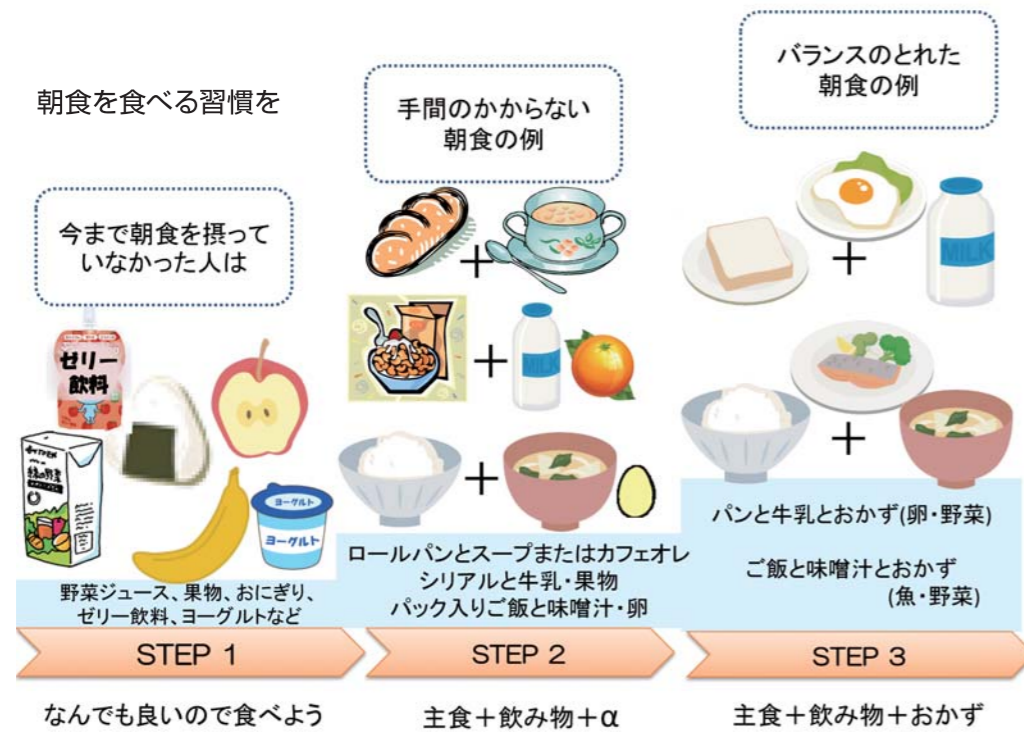 朝食を食べる習慣を
今まで朝食を摂って
いなかった人は
ゼリー
飲料
ヨーグルト
ヨーグルト
野菜ジュース、果物、おにぎり、
ゼリー飲料、ヨーグルトなど
STEP 1
なんでも良いので食べよう
手間のかからない
朝食の例
MILK
ロールパンとスープまたはカフェオレ
シリアルと牛乳・果物
パック入りご飯と味噌汁・卵
STEP 2
主食＋飲み物＋α
バランスのとれた
朝食の例
MILK
パンと牛乳とおかず(卵・野菜)
ご飯と味噌汁とおかず
(魚・野菜)
STEP 3
主食＋飲み物＋おかず